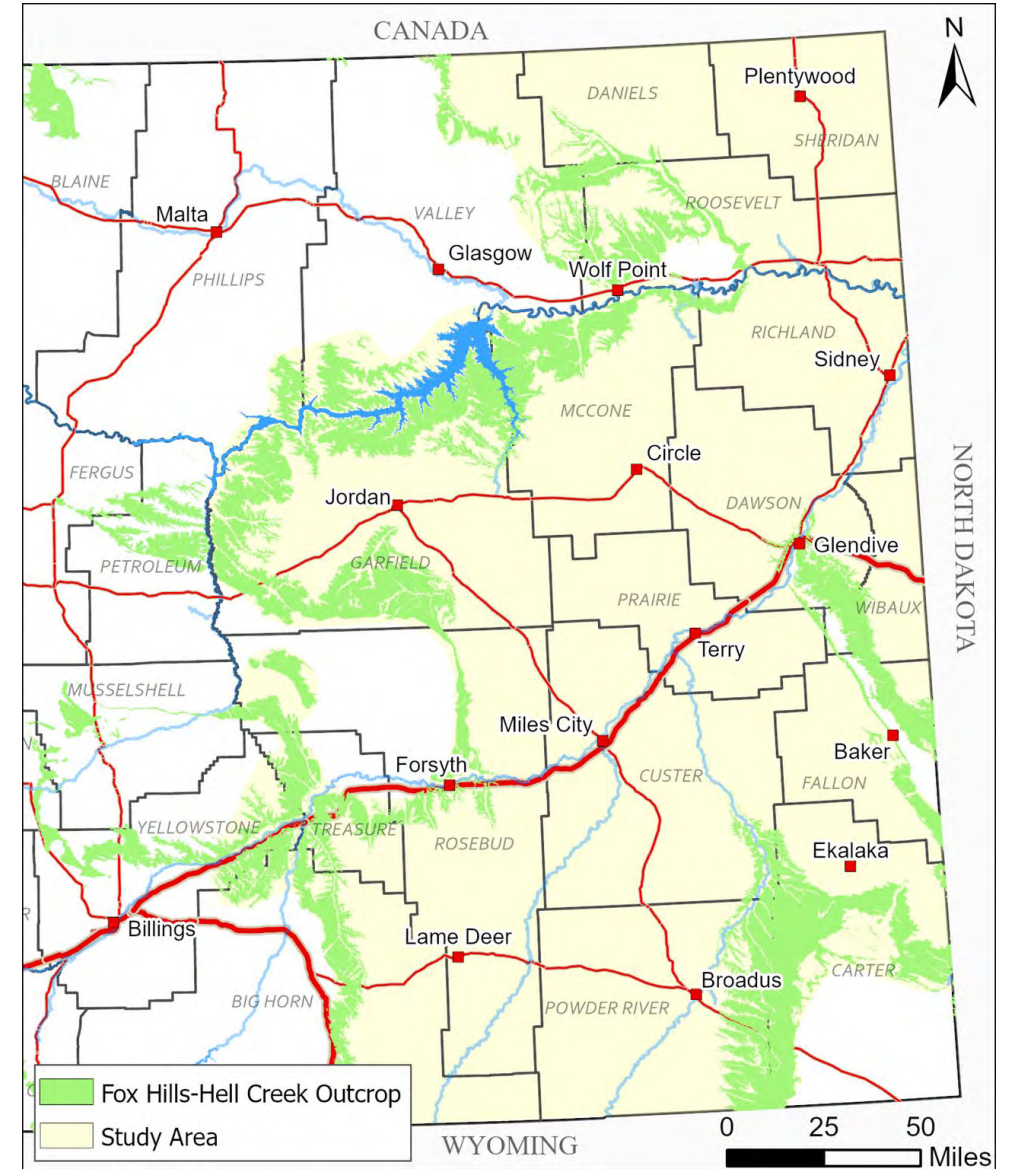 CANADA
N
Plentywood
DANIELS
SHERIDAN
BLAINE
Malta
VALLEY
ROOSEVELT
Glasgow
Wolf Point
PHILLIPS
RICHLAND
Sidney
MCCONE
Circle
FERGUS
Jordan
DAWSON
NORTH DAKOTA
Glendive
PETROLEUM
GARFIELD
PRAIRIE
WIBAUX
Terry
MUSSELSHELL
Miles City
Baker
Forsyth
CUSTER
FALLON
YELLOWSTONE
TREASURE
ROSEBUD
Ekalaka
Billings
Lame Deer
CARTER
BIG HORN
Broadus
POWDER RIVER
Fox Hills-Hell Creek Outcrop
Study Area
WYOMING
0 25 50
Miles